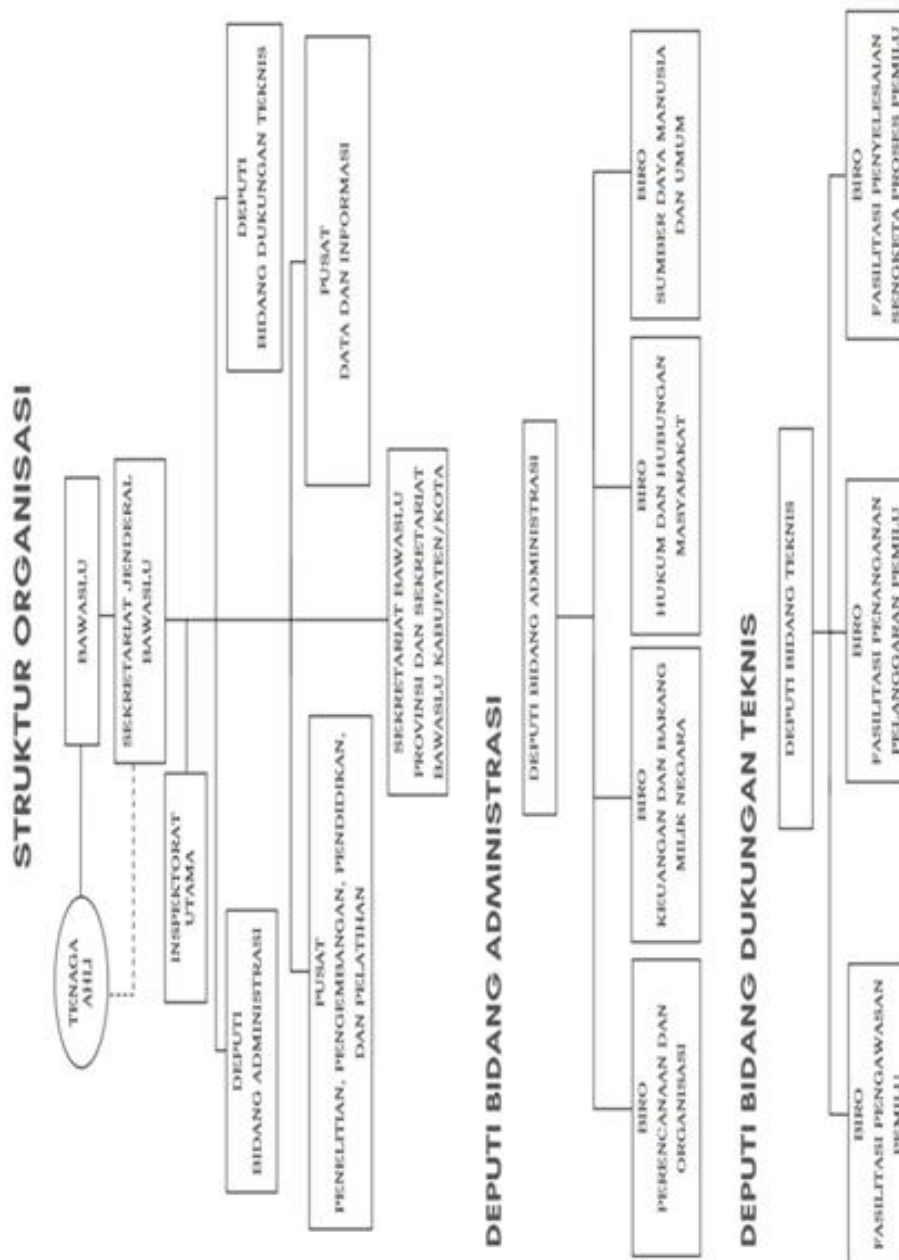 STRUKTUR ORGANISASI
TENAGA
AHLI
BAWASLU
SEKRETARIAT JENDERAL
BAWASLU
INSPEKTORAT
UTAMA
DEPUTI
BIDANG ADMINISTRASI
DEPUTI
BIDANG DUKUNGAN TEKNIS
PUSAT
PENELITIAN, PENGEMBANGAN, PENDIDIKAN,
DAN PELATIHAN
PUSAT
DATA DAN INFORMASI
SEKRETARIAT BAWASLU
PROVINSI DAN SEKRETARIAT
BAWASLU KABUPATEN/KOTA
DEPUTI BIDANG ADMINISTRASI
DEPUTI BIDANG ADMINISTRASI
BIRO
PERENCANAAN DAN
ORGANISASI
BIRO
KEUANGAN DAN BARANG
MILIK NEGARA
BIRO
HUKUM DAN HUBUNGAN
MASYARAKAT
BIRO
SUMBER DAYA MANUSIA
DAN UMUM
DEPUTI BIDANG DUKUNGAN TEKNIS
DEPUTI BIDANG TEKNIS
BIRO
FASILITASI PENGAWASAN
PEMILU
BIRO
FASILITASI PENANGANAN
PELANGGARAN PEMILU
BIRO
FASILITASI PENYELESAIAN
SENGKETA PROSES PEMILU